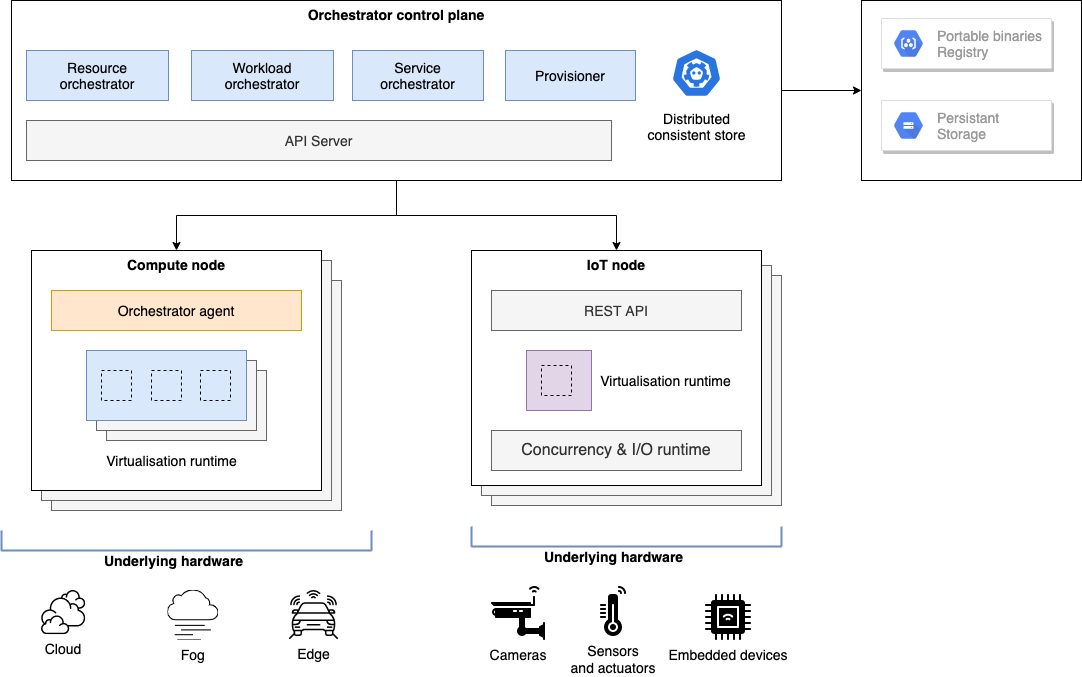 Orchestrator control plane
Resource
orchestrator
Workload
orchestrator
Service
orchestrator
Provisioner
Distributed
consistent store
API Server
Portable binaries
Registry
Persistant
Storage
Compute node
Orchestrator agent
Virtualisation runtime
IoT node
REST API
Virtualisation runtime
Concurrency & I/O runtime
Underlying hardware
Cloud
Fog
Edge
Underlying hardware
Cameras
Sensors
and actuators
Embedded devices